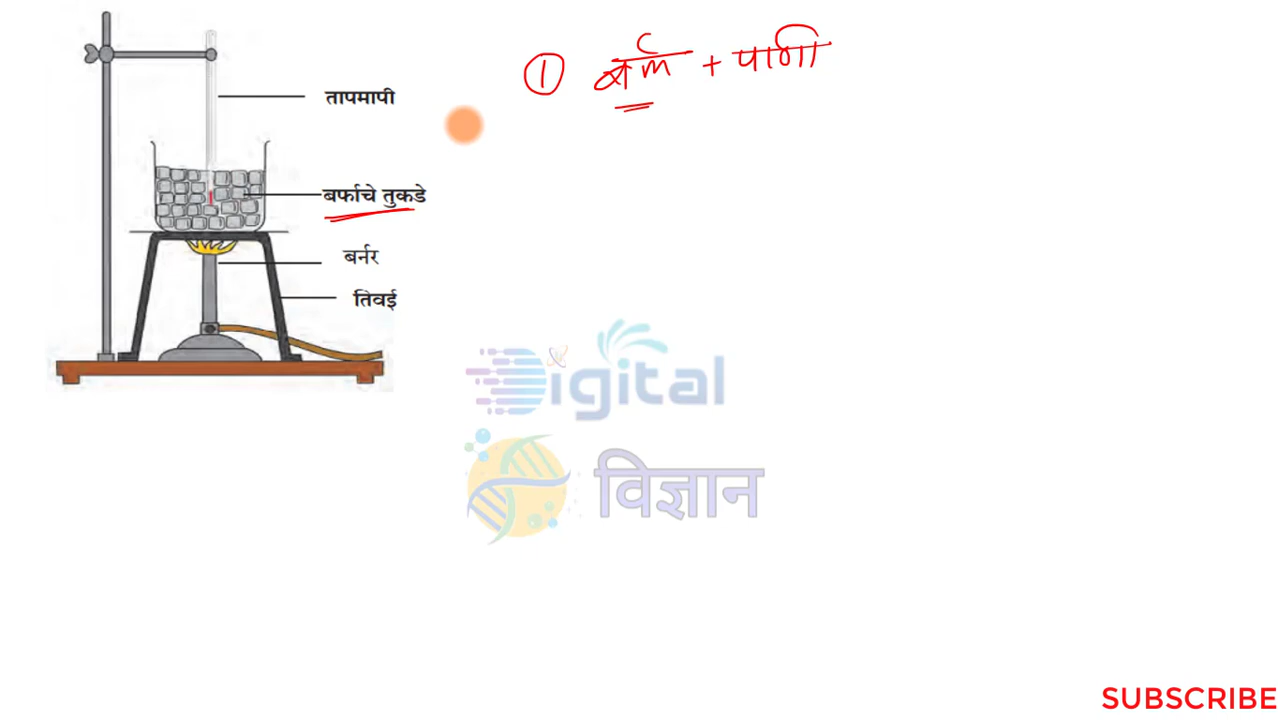 ① बर्फ + पाणी
तापमापी
बर्फाचे तुकडे
बर्नर
तिवई
Digital
विज्ञान
SUBSCRIBE